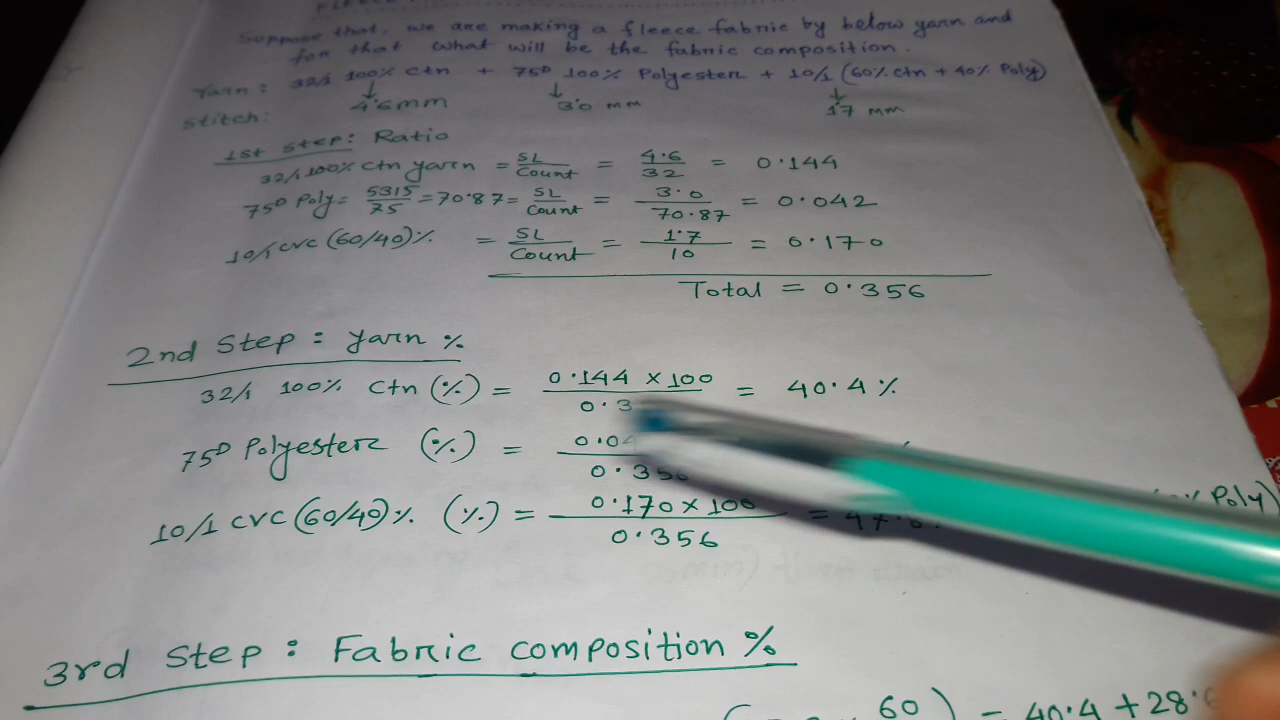 Suppose that, we are making a fleece fabric by below yarn and
for that what will be the fabric composition.
Yarn: 32/1 100% Ctn + 75D 100% Polyester + 10/1 (60% Ctn + 40% Poly)
Stitch: 4.6mm 3.0 mm 1.7 mm
1st Step: Ratio
32/1 100% Ctn yarn = SL/Count = 4.6/32 = 0.144
75D Poly = 5315/75 = 70.87 = SL/Count = 3.0/70.87 = 0.042
10/1 CVC (60/40)% = SL/Count = 1.7/10 = 0.170
Total = 0.356
2nd Step: Yarn %
32/1 100% Ctn (%) = 0.144 x 100/0.3 = 40.4%
75D Polyester (%) = 0.04/0.356
10/1 CVC (60/40)% (%) = 0.170 x 100/0.356 =
Poly)
3rd Step: Fabric composition %
60) = 40.4 + 28.